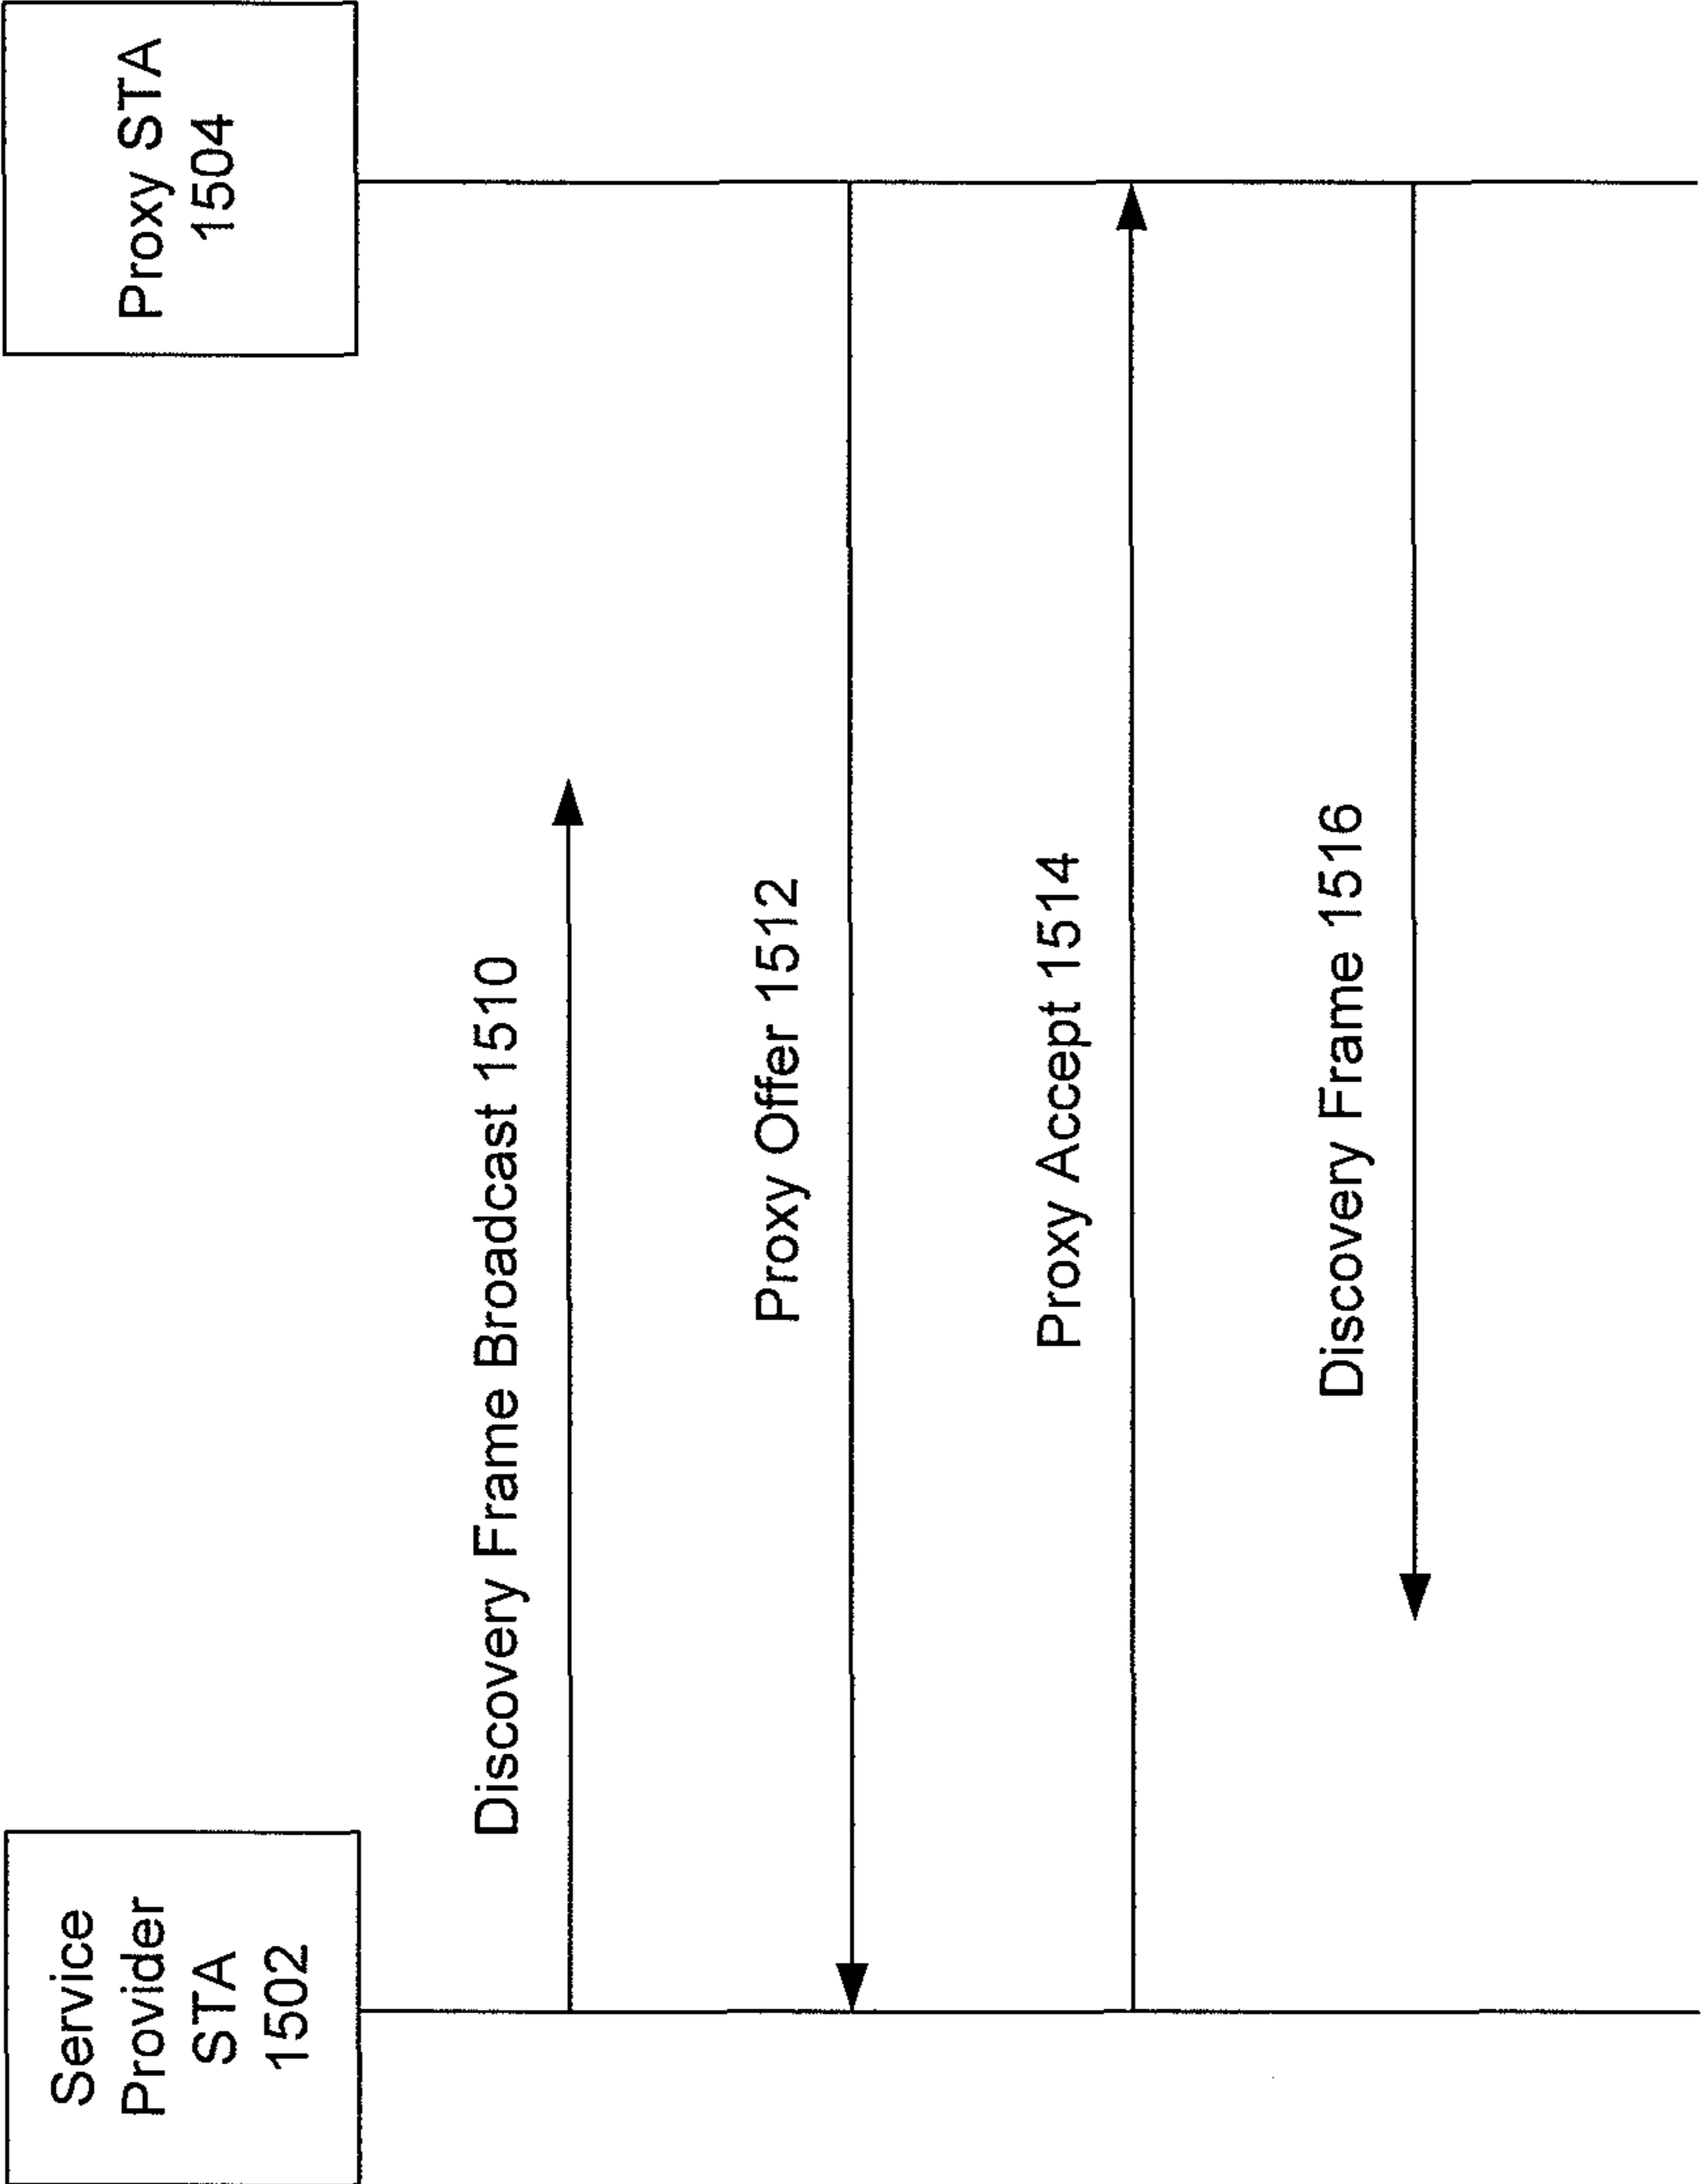 Service
Provider
STA
1502
Proxy STA
1504
Discovery Frame Broadcast 1510
Proxy Offer 1512
Proxy Accept 1514
Discovery Frame 1516